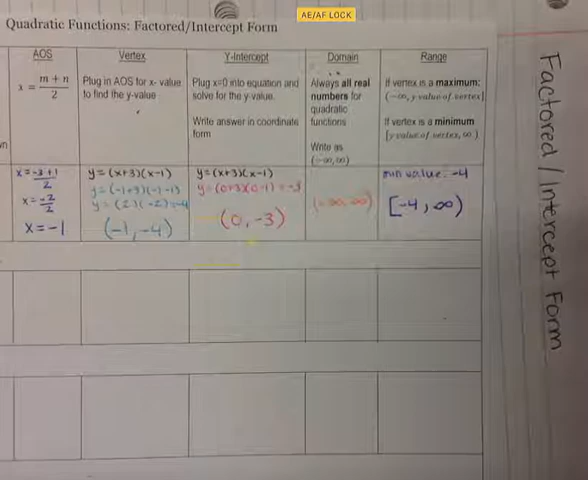 AE/AF LOCK
Quadratic Functions: Factored/Intercept Form
AOS
Vertex
Y-Intercept
Domain
Range
x = m + n / 2
Plug in AOS for x- value
to find the y-value
Plug x=0 into equation and
solve for the y-value.
Write answer in coordinate
form
Always all real
numbers for
quadratic
functions
Write as
(−∞, ∞)
If vertex is a maximum:
(−∞, y value of vertex]
If vertex is a minimum
[y value of vertex, ∞)
x = -3 + 1 / 2
x = -2 / 2
x = -1
y = (x+3)(x-1)
y = (-1+3)(-1-1)
y = (2)(-2) = -4
(-1, -4)
y = (x+3)(x-1)
y = (0+3)(0-1) = -3
(0, -3)
(-∞, ∞)
min value: -4
[-4, ∞)
Factored / Intercept Form